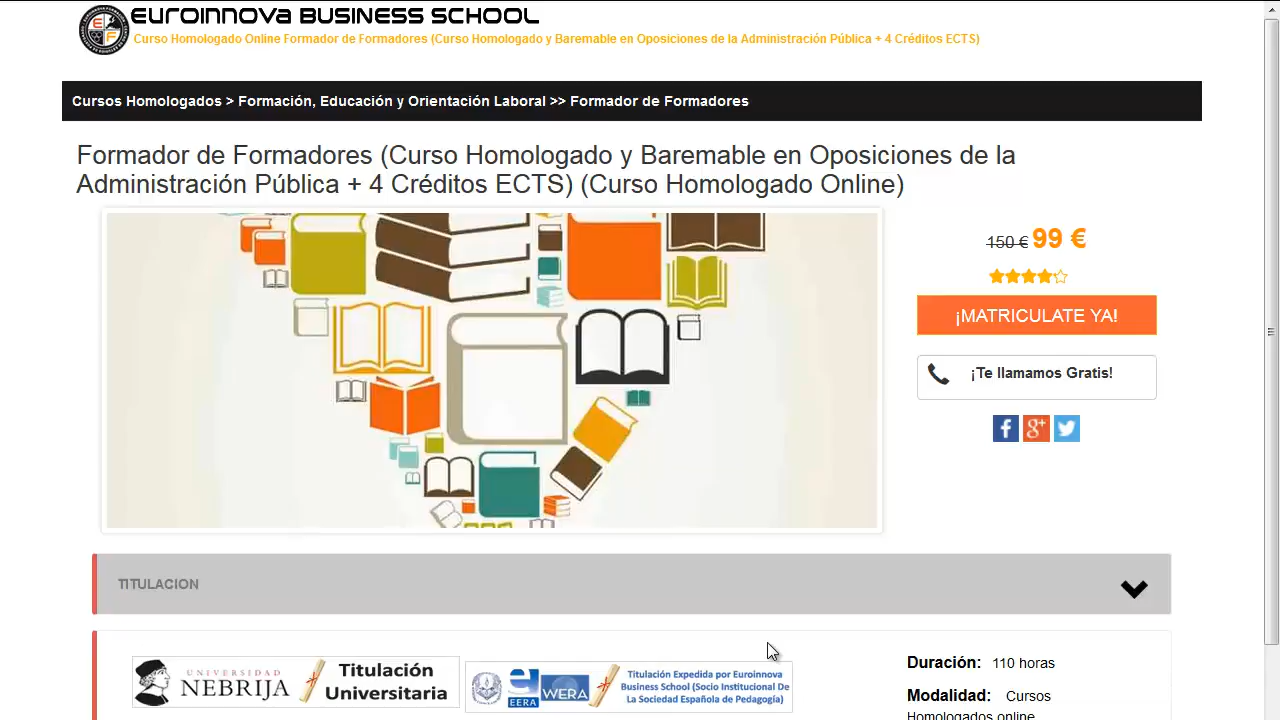 EUROINNOVA BUSINESS SCHOOL
Curso Homologado Online Formador de Formadores (Curso Homologado y Baremable en Oposiciones de la Administración Pública + 4 Créditos ECTS)
Cursos Homologados > Formación, Educación y Orientación Laboral >> Formador de Formadores
Formador de Formadores (Curso Homologado y Baremable en Oposiciones de la
Administración Pública + 4 Créditos ECTS) (Curso Homologado Online)
150 € 99 €
¡MATRICULATE YA!
¡Te llamamos Gratis!
TITULACION
UNIVERSIDAD
NEBRIJA
Titulación
Universitaria
EERA
WERA
Titulación Expedida por Euroinnova
Business School (Socio Institucional De
La Sociedad Española de Pedagogía)
Duración: 110 horas
Modalidad: Cursos
Homologados online